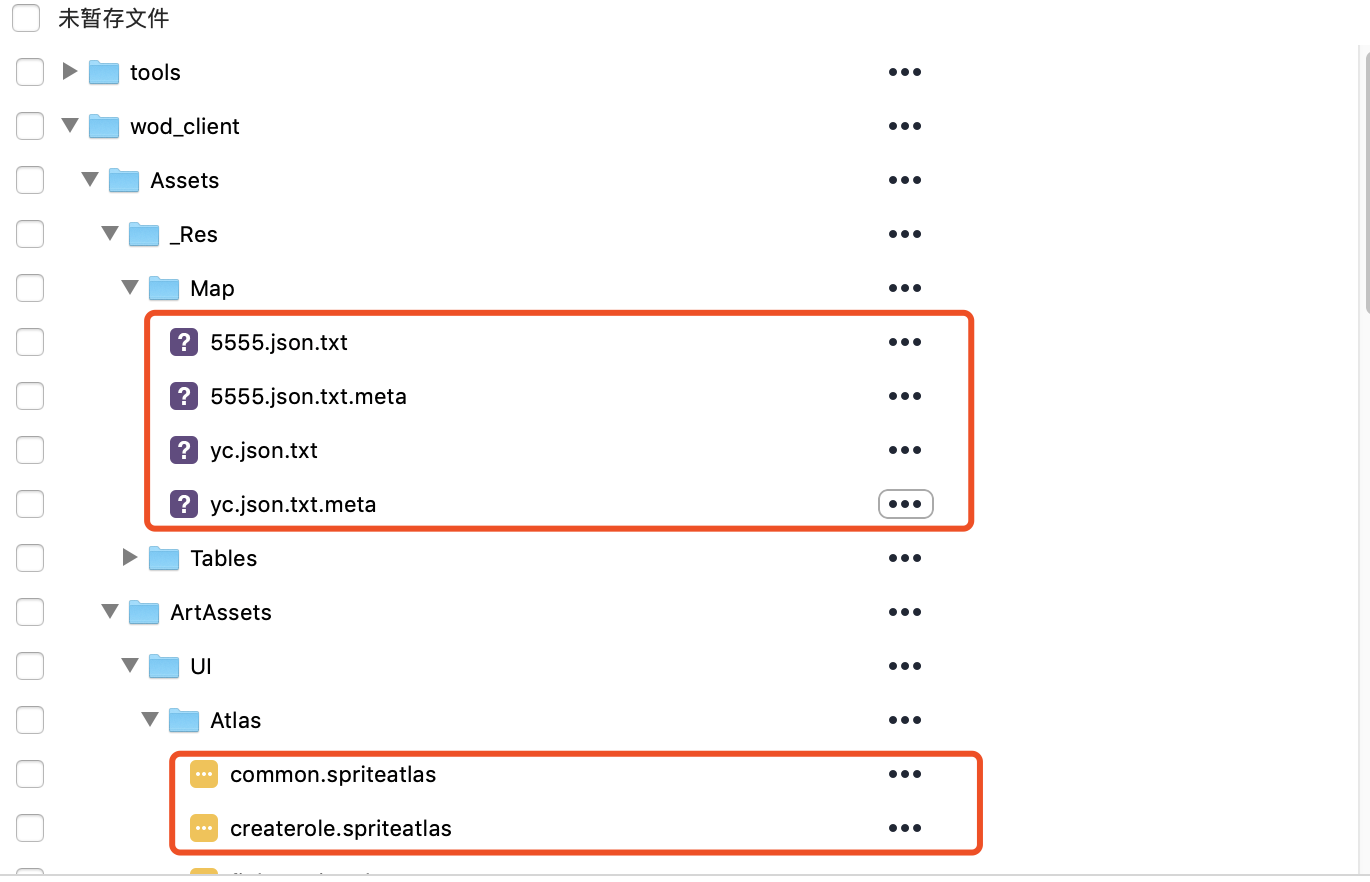 未暂存文件
tools
wod_client
Assets
_Res
Map
5555.json.txt
5555.json.txt.meta
yc.json.txt
yc.json.txt.meta
Tables
ArtAssets
UI
Atlas
common.spriteatlas
createrole.spriteatlas